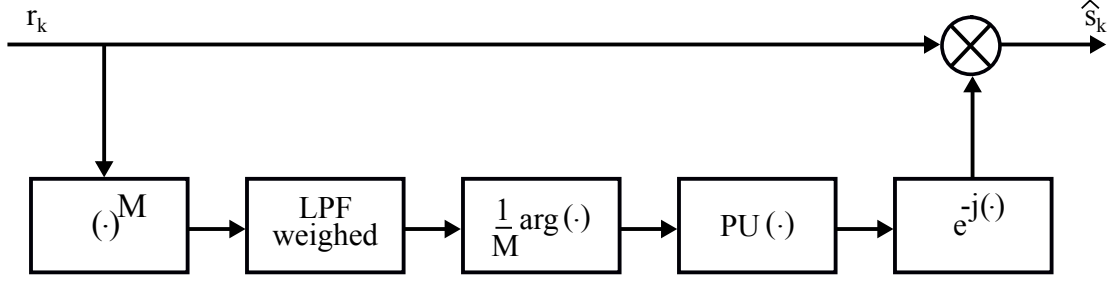 r_k
ŝ_k
(·)^M
LPF
weighed
1/M arg(·)
PU(·)
e^-j(·)